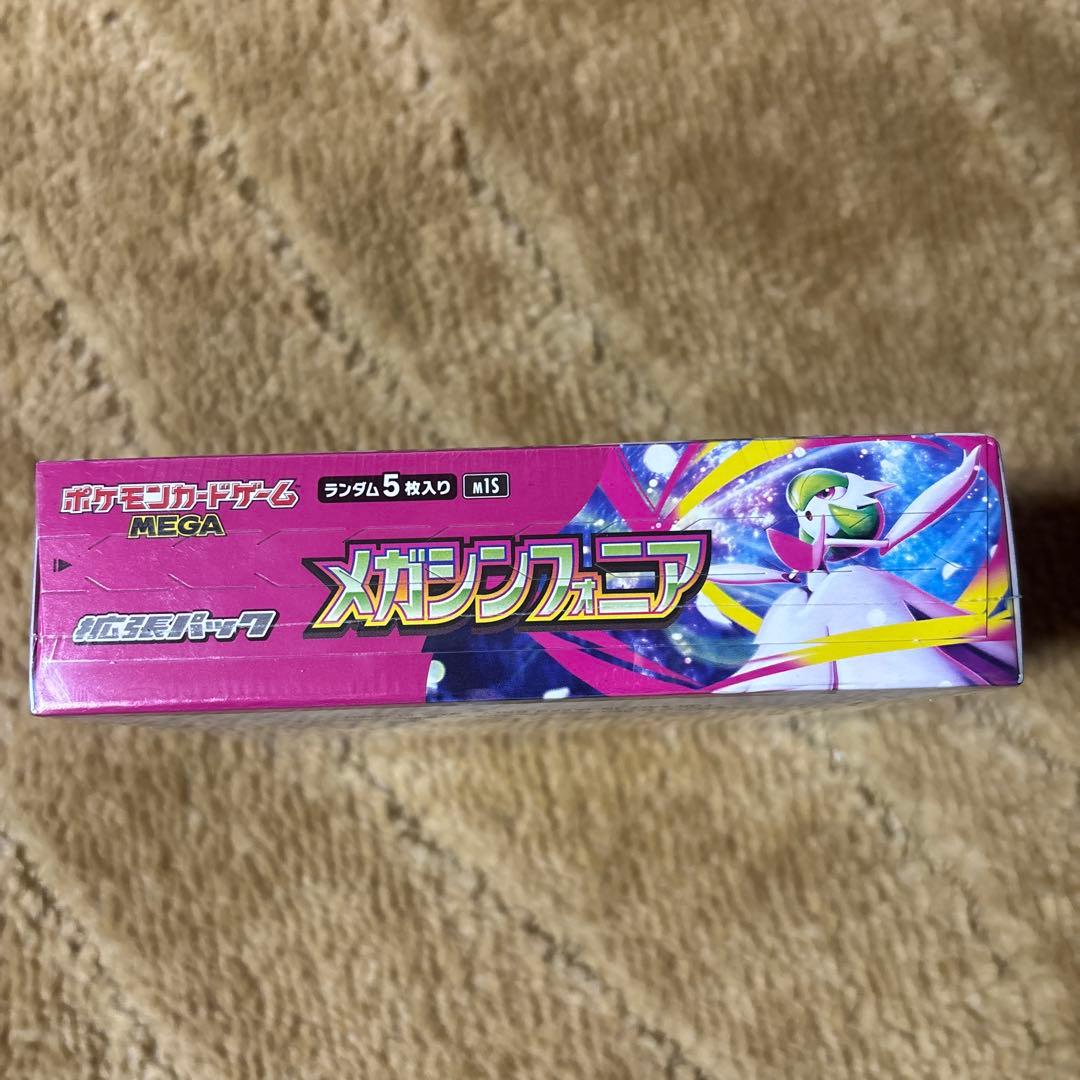 ポケモンカードゲーム
MEGA
ランダム5枚入り
M1S
メガシンフォニア
拡張パック